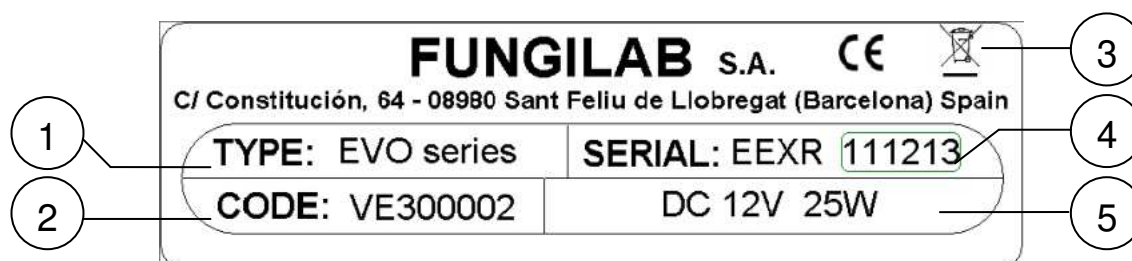 FUNGILAB S.A. CE
C/ Constitución, 64 - 08980 Sant Feliu de Llobregat (Barcelona) Spain
TYPE: EVO series SERIAL: EEXR 111213
CODE: VE300002 DC 12V 25W
1
2
3
4
5